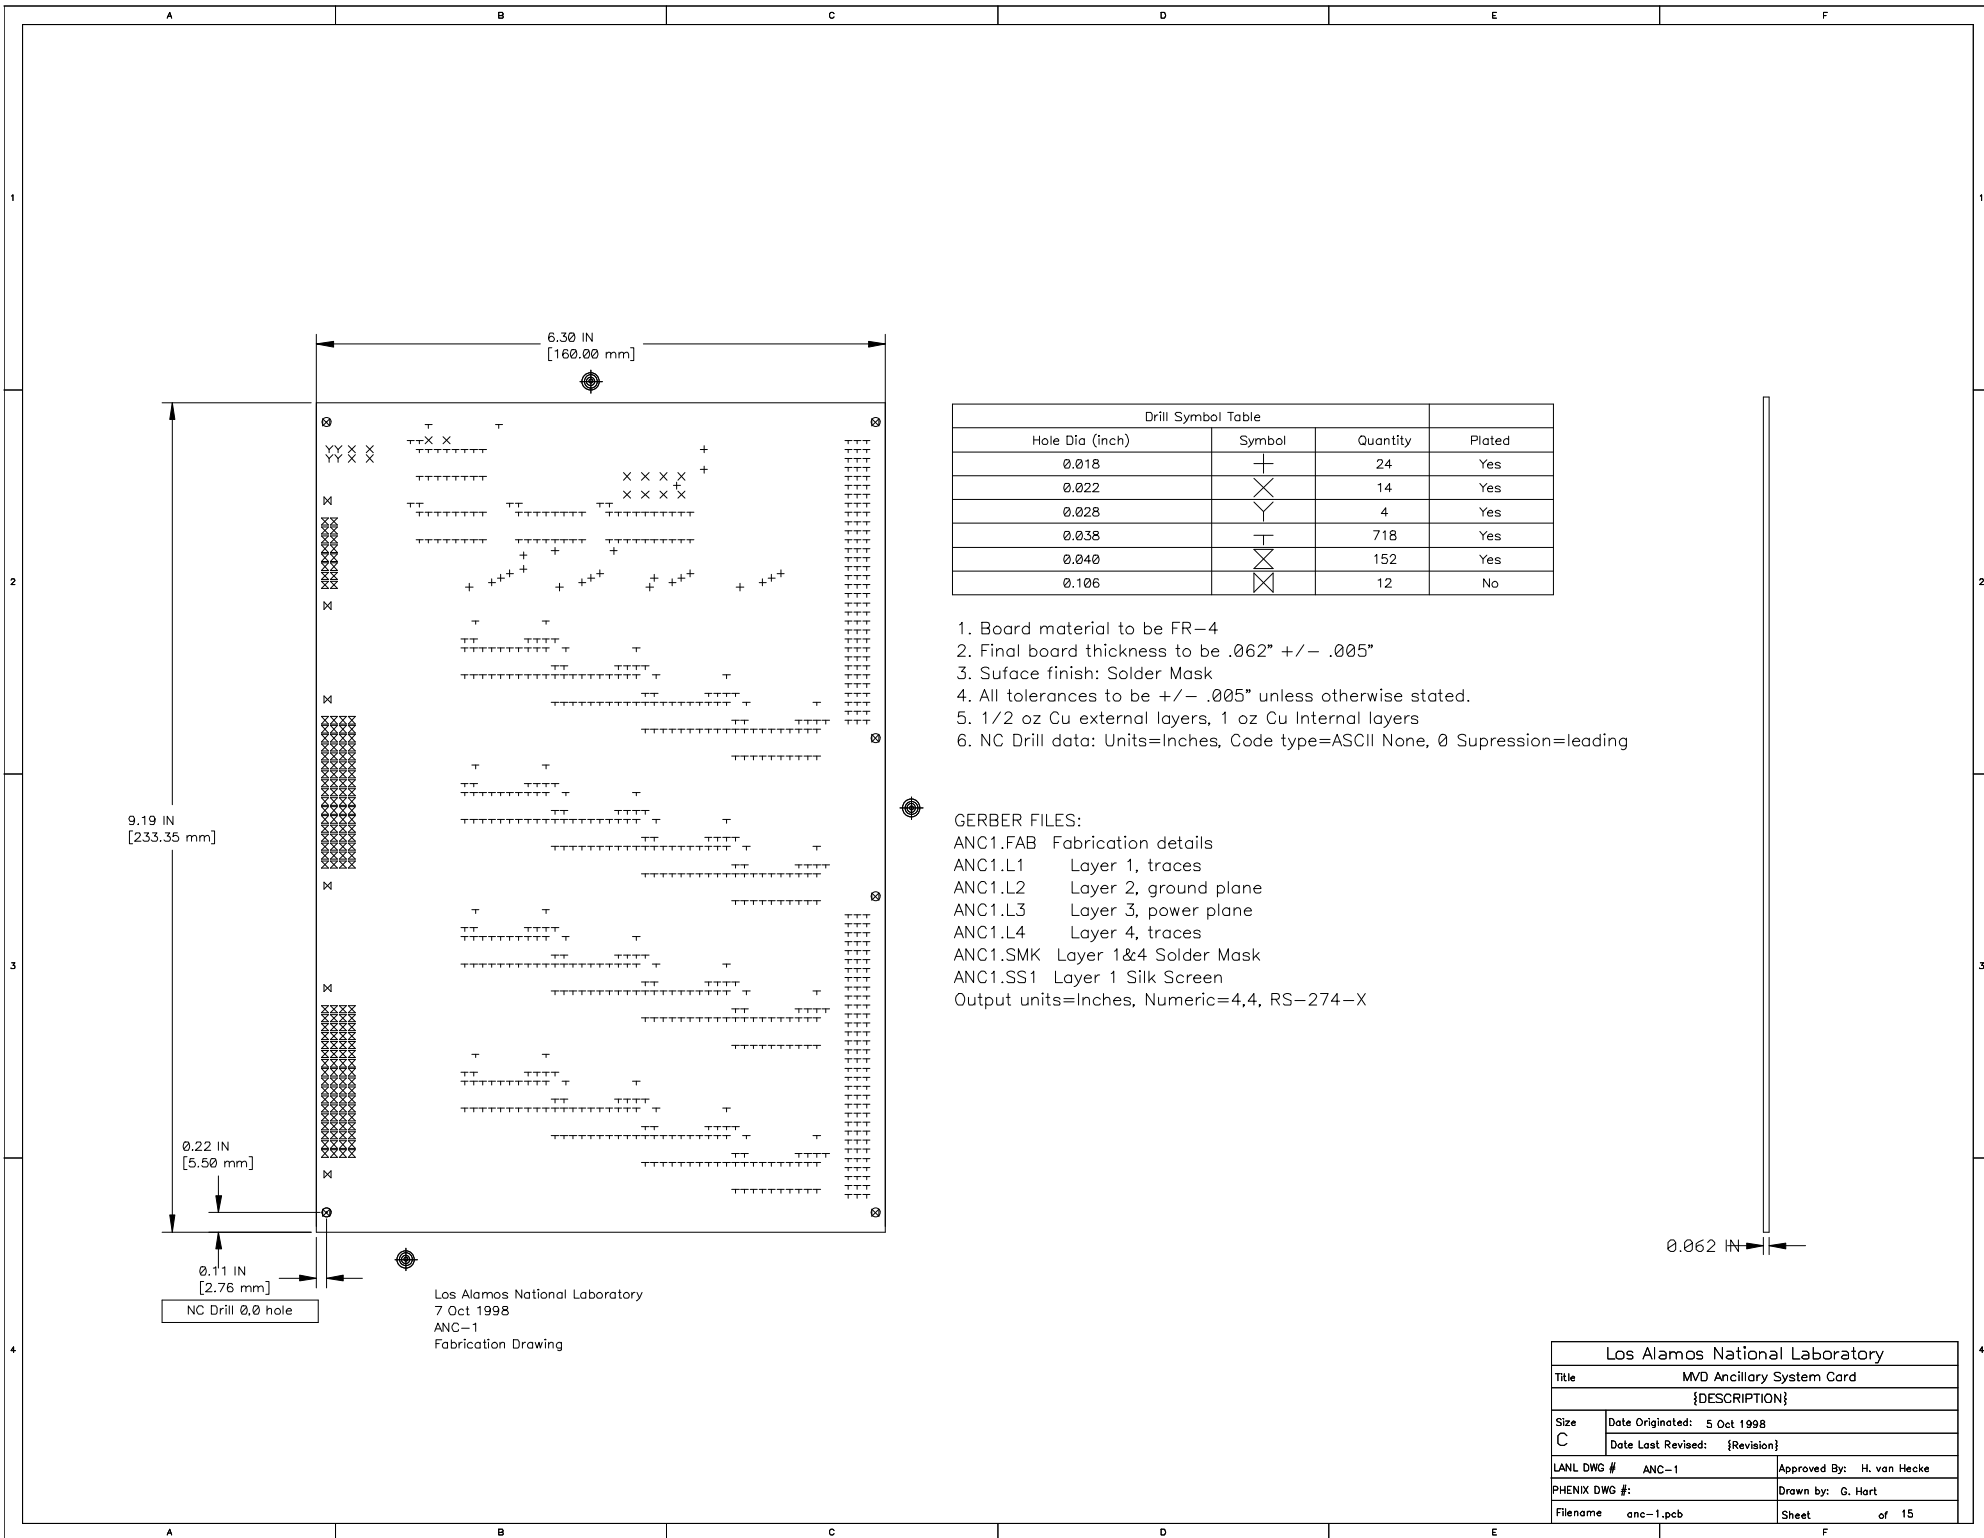 A B C D E F
1 1
6.30 IN
[160.00 mm]
Drill Symbol Table
Hole Dia (inch) Symbol Quantity Plated
0.018 24 Yes
0.022 14 Yes
0.028 4 Yes
0.038 718 Yes
0.040 152 Yes
0.106 12 No
2 2
1. Board material to be FR-4
2. Final board thickness to be .062" +/- .005"
3. Suface finish: Solder Mask
4. All tolerances to be +/- .005" unless otherwise stated.
5. 1/2 oz Cu external layers, 1 oz Cu Internal layers
6. NC Drill data: Units=Inches, Code type=ASCII None, 0 Supression=leading
9.19 IN
[233.35 mm]
GERBER FILES:
ANC1.FAB Fabrication details
ANC1.L1 Layer 1, traces
ANC1.L2 Layer 2, ground plane
ANC1.L3 Layer 3, power plane
ANC1.L4 Layer 4, traces
ANC1.SMK Layer 1&4 Solder Mask
ANC1.SS1 Layer 1 Silk Screen
Output units=Inches, Numeric=4,4, RS-274-X
3 3
0.22 IN
[5.50 mm]
0.11 IN
[2.76 mm]
NC Drill 0,0 hole
0.062 IN
Los Alamos National Laboratory
7 Oct 1998
ANC-1
Fabrication Drawing
4 4
Los Alamos National Laboratory
Title MVD Ancillary System Card
{DESCRIPTION}
Size C
Date Originated: 5 Oct 1998
Date Last Revised: {Revision}
LANL DWG # ANC-1 Approved By: H. van Hecke
PHENIX DWG #: Drawn by: G. Hart
Filename anc-1.pcb Sheet of 15
A B C D E F